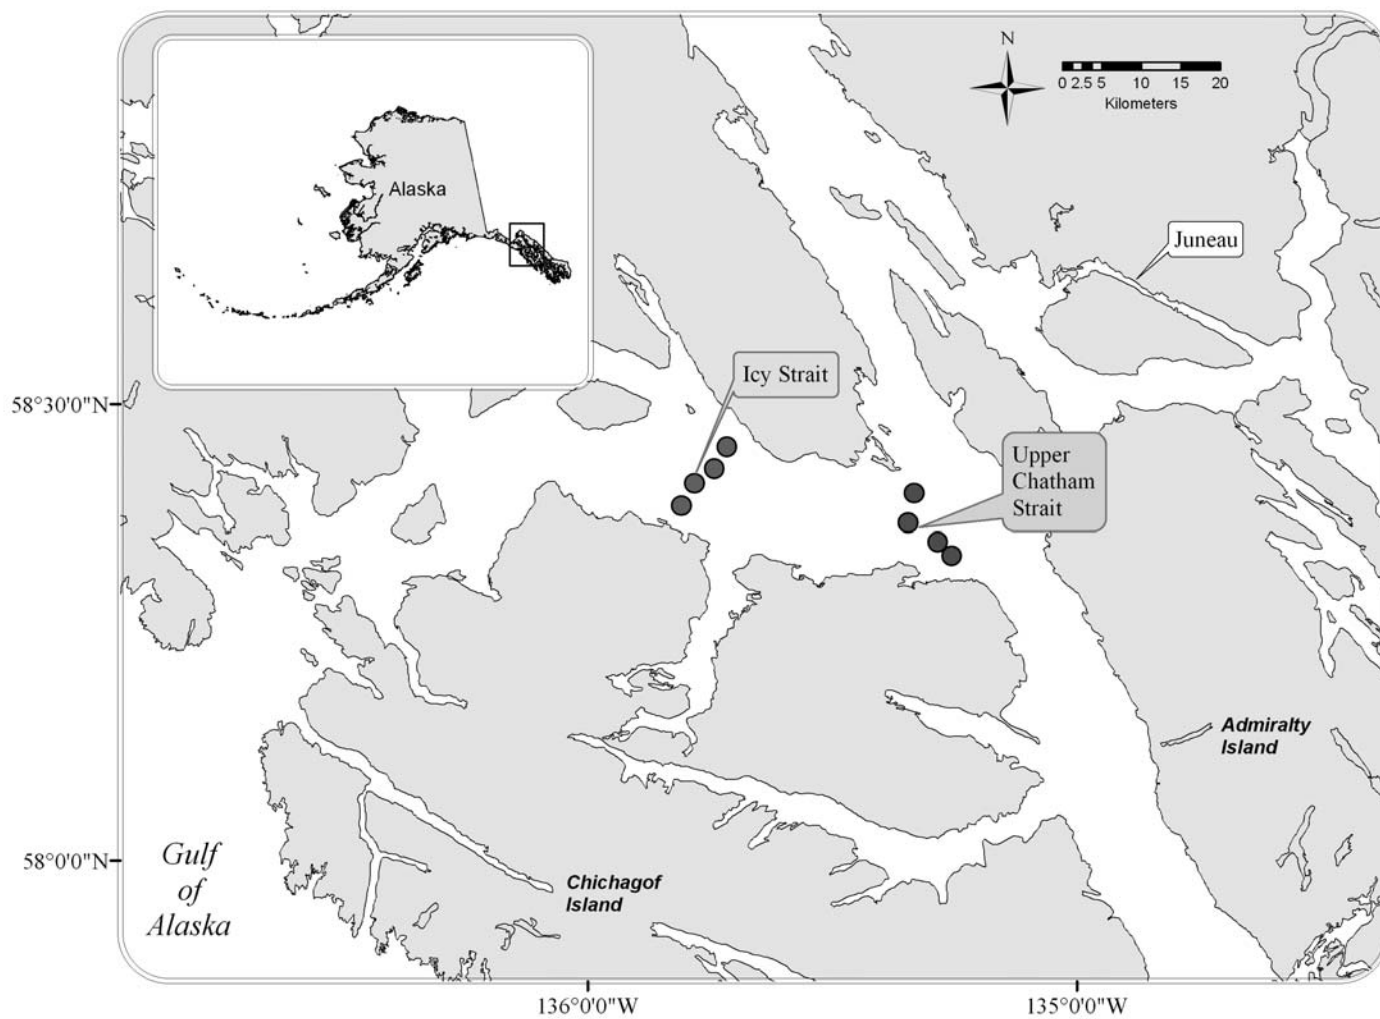 N
0 2.5 5 10 15 20
Kilometers
Alaska
Juneau
Icy Strait
58°30'0"N
Upper
Chatham
Strait
Admiralty
Island
58°0'0"N
Gulf
of
Alaska
Chichagof
Island
136°0'0"W
135°0'0"W